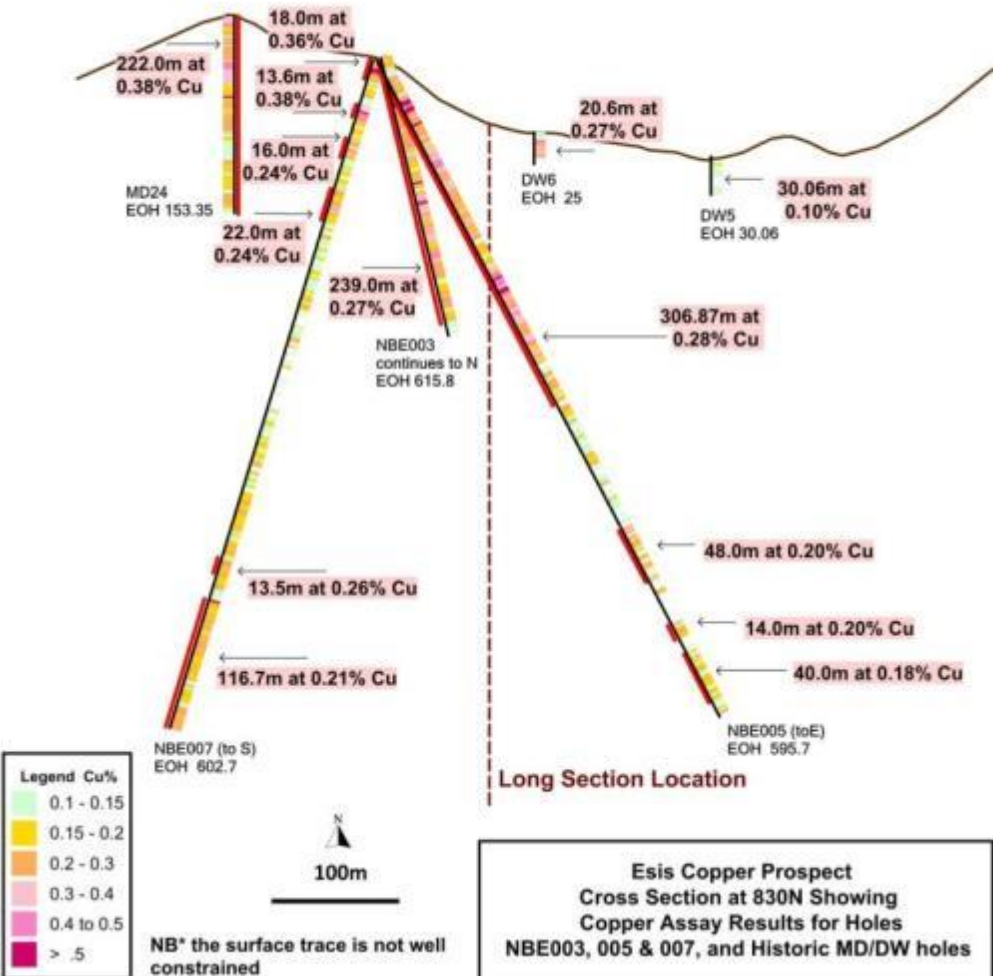 18.0m at
0.36% Cu
222.0m at
0.38% Cu
13.6m at
0.38% Cu
16.0m at
0.24% Cu
MD24
EOH 153.35
22.0m at
0.24% Cu
20.6m at
0.27% Cu
DW6
EOH 25
30.06m at
0.10% Cu
DW5
EOH 30.06
239.0m at
0.27% Cu
NBE003
continues to N
EOH 615.8
306.87m at
0.28% Cu
48.0m at 0.20% Cu
13.5m at 0.26% Cu
14.0m at 0.20% Cu
116.7m at 0.21% Cu
40.0m at 0.18% Cu
NBE007 (to S)
EOH 602.7
NBE005 (toE)
EOH 595.7
Long Section Location
Legend Cu%
0.1 - 0.15
0.15 - 0.2
0.2 - 0.3
0.3 - 0.4
0.4 to 0.5
> .5
N
100m
NB* the surface trace is not well
constrained
Esis Copper Prospect
Cross Section at 830N Showing
Copper Assay Results for Holes
NBE003, 005 & 007, and Historic MD/DW holes